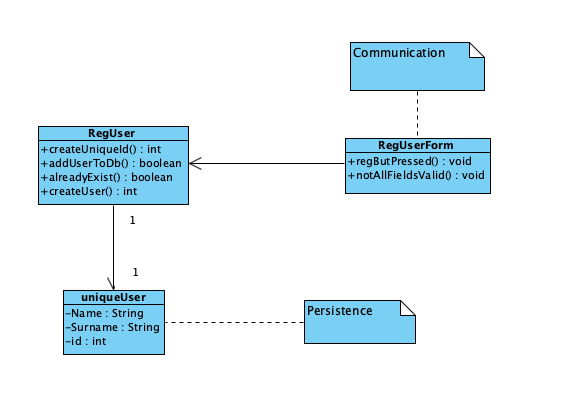 Communication
RegUser
+createUniqueId() : int
+addUserToDb() : boolean
+alreadyExist() : boolean
+createUser() : int
RegUserForm
+regButPressed() : void
+notAllFieldsValid() : void
1
1
uniqueUser
-Name : String
-Surname : String
-id : int
Persistence